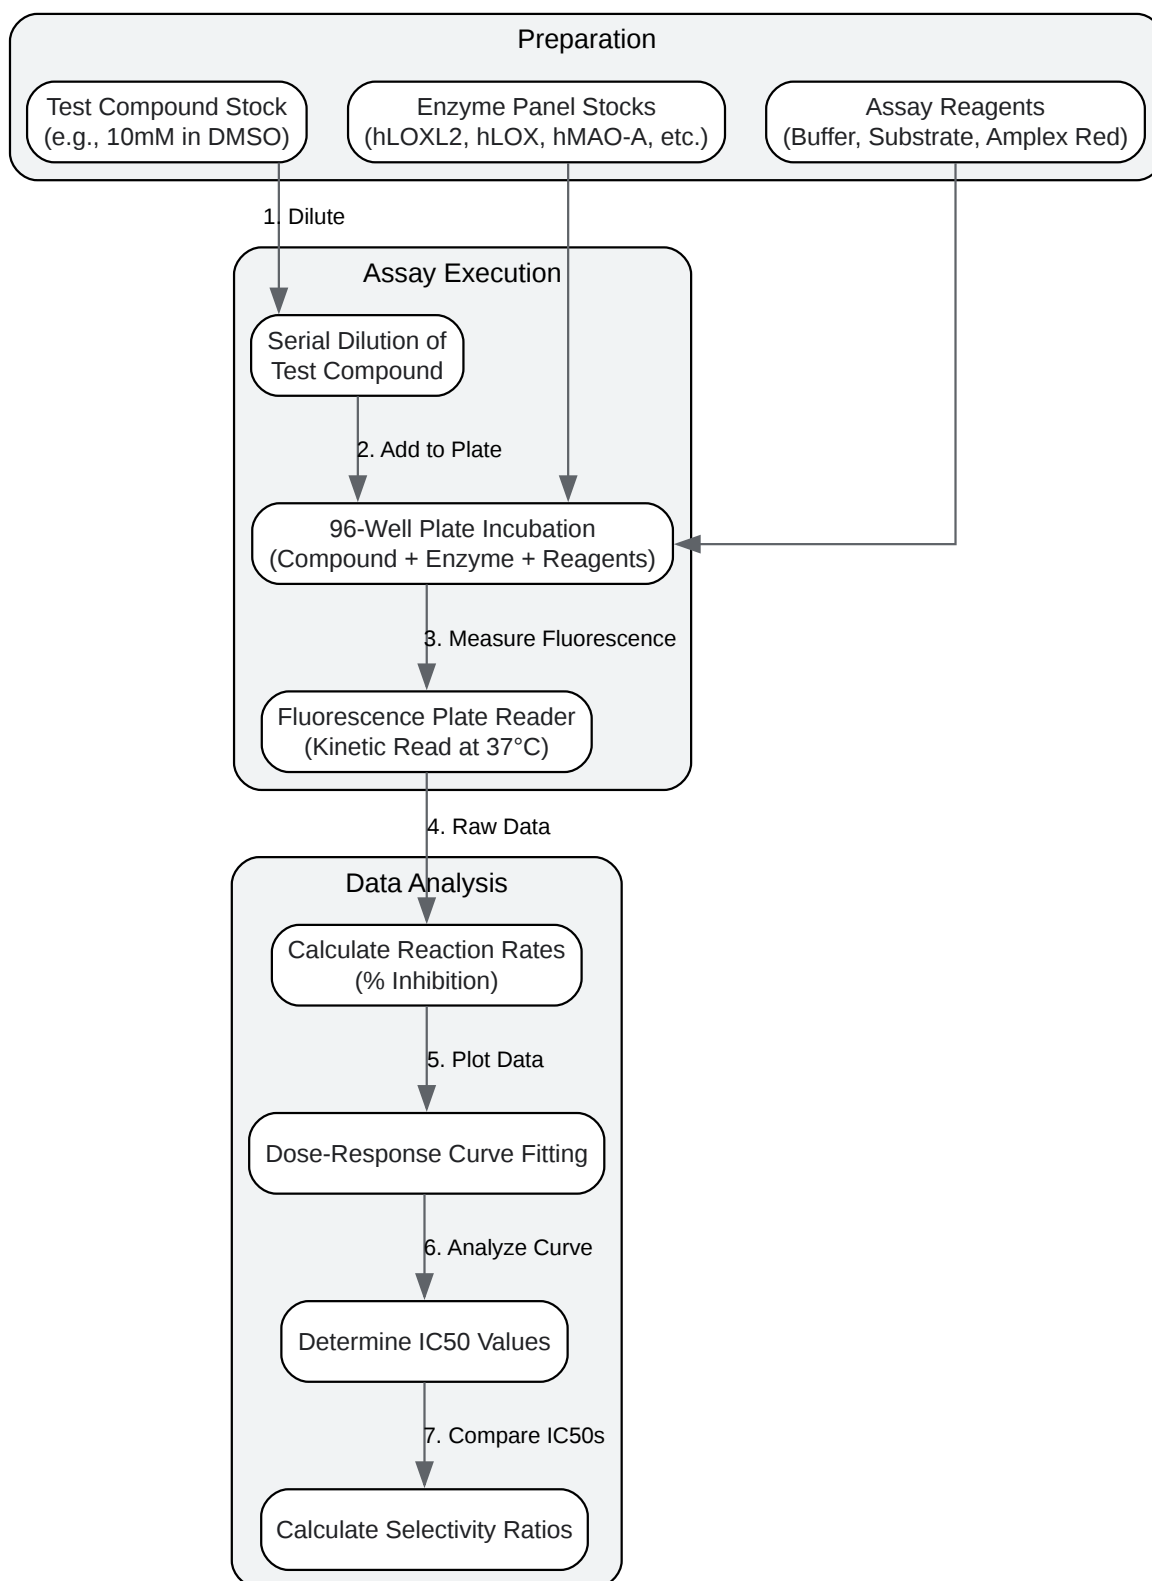 Preparation
Test Compound Stock
(e.g., 10mM in DMSO)
Enzyme Panel Stocks
(hLOXL2, hLOX, hMAO-A, etc.)
Assay Reagents
(Buffer, Substrate, Amplex Red)
1. Dilute
Assay Execution
Serial Dilution of
Test Compound
2. Add to Plate
96-Well Plate Incubation
(Compound + Enzyme + Reagents)
3. Measure Fluorescence
Fluorescence Plate Reader
(Kinetic Read at 37°C)
4. Raw Data
Data Analysis
Calculate Reaction Rates
(% Inhibition)
5. Plot Data
Dose-Response Curve Fitting
6. Analyze Curve
Determine IC50 Values
7. Compare IC50s
Calculate Selectivity Ratios